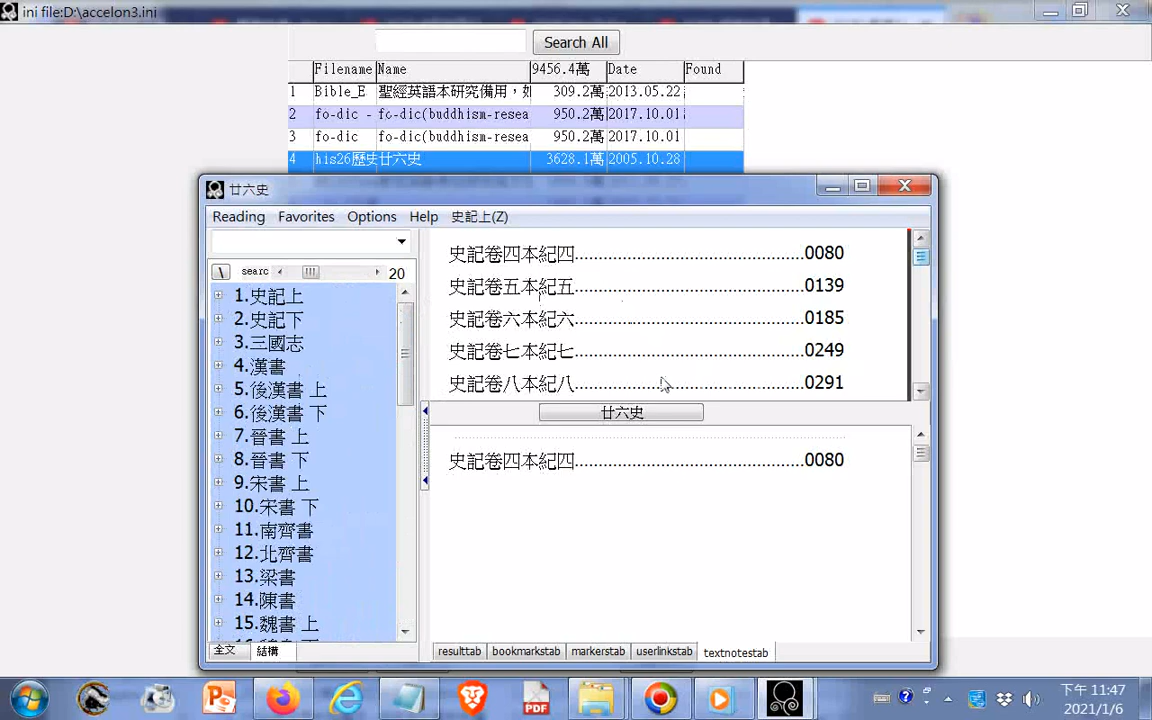 ini file:D:\accelon3.ini
Search All
Filename Name 9456.4萬 Date Found
1 Bible_E 聖經英語本研究備用，如 309.2萬 2013.05.22
2 fo-dic - fo-dic(buddhism-resea 950.2萬 2017.10.01
3 fo-dic fo-dic(buddhism-resea 950.2萬 2017.10.01
4 his26歷史 廿六史 3628.1萬 2005.10.28
廿六史
Reading Favorites Options Help 史記上(Z)
\ searc 20
1.史記上
2.史記下
3.三國志
4.漢書
5.後漢書 上
6.後漢書 下
7.晉書 上
8.晉書 下
9.宋書 上
10.宋書 下
11.南齊書
12.北齊書
13.梁書
14.陳書
15.魏書 上
全文 結構
史記卷四本紀四..................................................0080
史記卷五本紀五..................................................0139
史記卷六本紀六..................................................0185
史記卷七本紀七..................................................0249
史記卷八本紀八..................................................0291
廿六史
史記卷四本紀四..................................................0080
resulttab bookmarkstab markerstab userlinkstab textnotestab
PDF
下午 11:47
2021/1/6